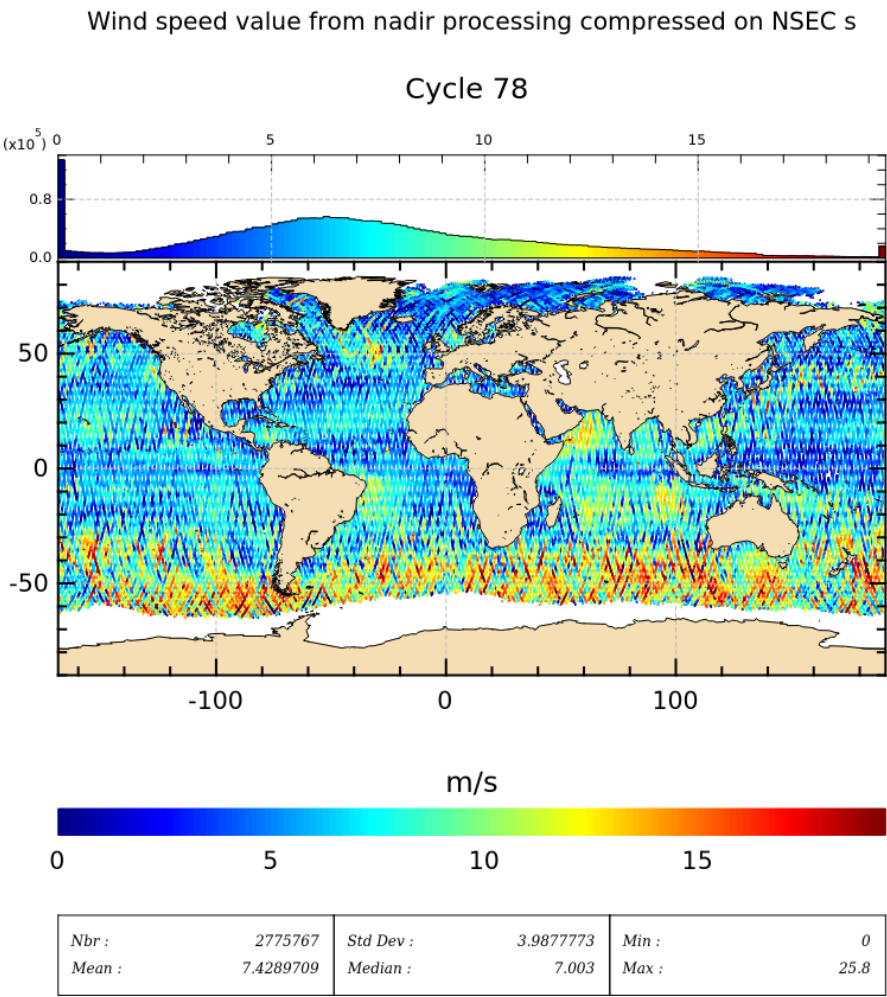 Wind speed value from nadir processing compressed on NSEC s
Cycle 78
(x10⁵) 0 5 10 15
0.8
0.0
50
0
-50
-100 0 100
m/s
0 5 10 15
Nbr : 2775767 Std Dev : 3.9877773 Min : 0
Mean : 7.4289709 Median : 7.003 Max : 25.8